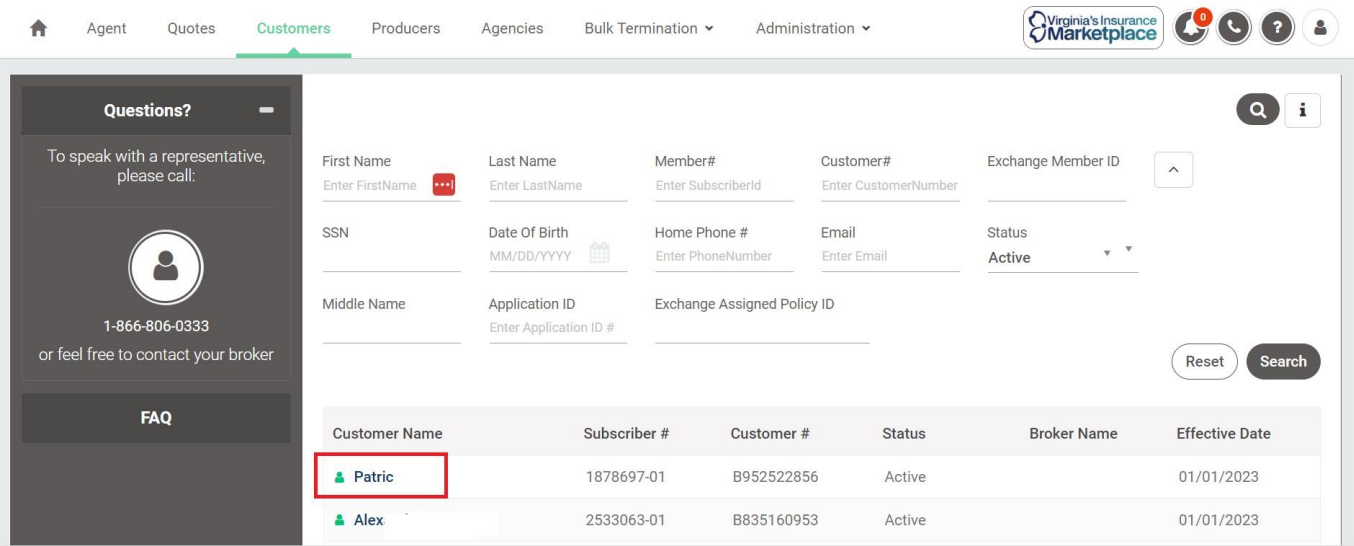 Agent Quotes Customers Producers Agencies Bulk Termination Administration
Virginia's Insurance
Marketplace
0
?
Questions?
To speak with a representative,
please call:
1-866-806-0333
or feel free to contact your broker
FAQ
i
First Name Last Name Member# Customer# Exchange Member ID
Enter FirstName Enter LastName Enter SubscriberId Enter CustomerNumber
SSN Date Of Birth Home Phone # Email Status
MM/DD/YYYY Enter PhoneNumber Enter Email Active
Middle Name Application ID Exchange Assigned Policy ID
Enter Application ID #
Reset Search
Customer Name Subscriber # Customer # Status Broker Name Effective Date
Patric 1878697-01 B952522856 Active 01/01/2023
Alex 2533063-01 B835160953 Active 01/01/2023